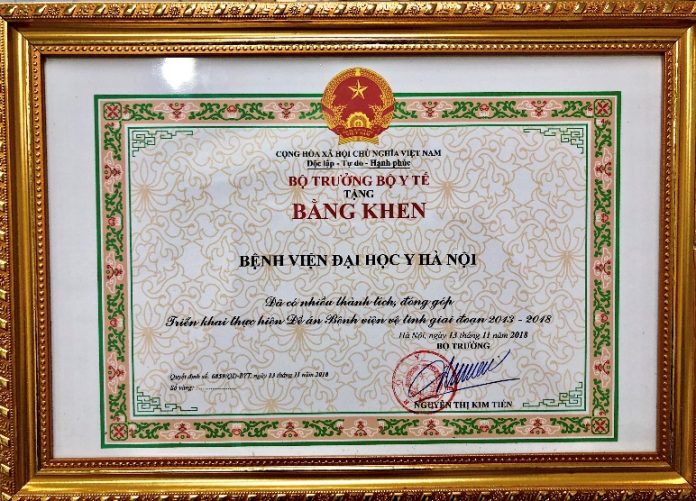 CỘNG HÒA XÃ HỘI CHỦ NGHĨA VIỆT NAM
Độc lập - Tự do - Hạnh phúc
BỘ TRƯỞNG BỘ Y TẾ
TẶNG
BẰNG KHEN
BỆNH VIỆN ĐẠI HỌC Y HÀ NỘI
Đã có nhiều thành tích, đóng góp
Triển khai thực hiện Đề án Bệnh viện vệ tinh giai đoạn 2013 - 2018
Hà Nội, ngày 13 tháng 11 năm 2018
BỘ TRƯỞNG
Quyết định số: 6859/QĐ-BYT, ngày 13 tháng 11 năm 2018
Số vàng:
NGUYỄN THỊ KIM TIẾN